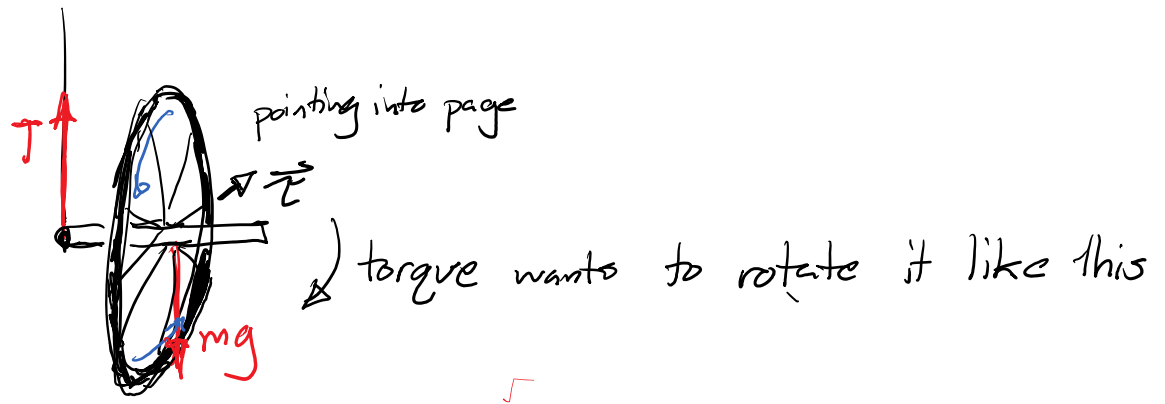 pointing into page
T
τ
torque wants to rotate it like this
mg
√